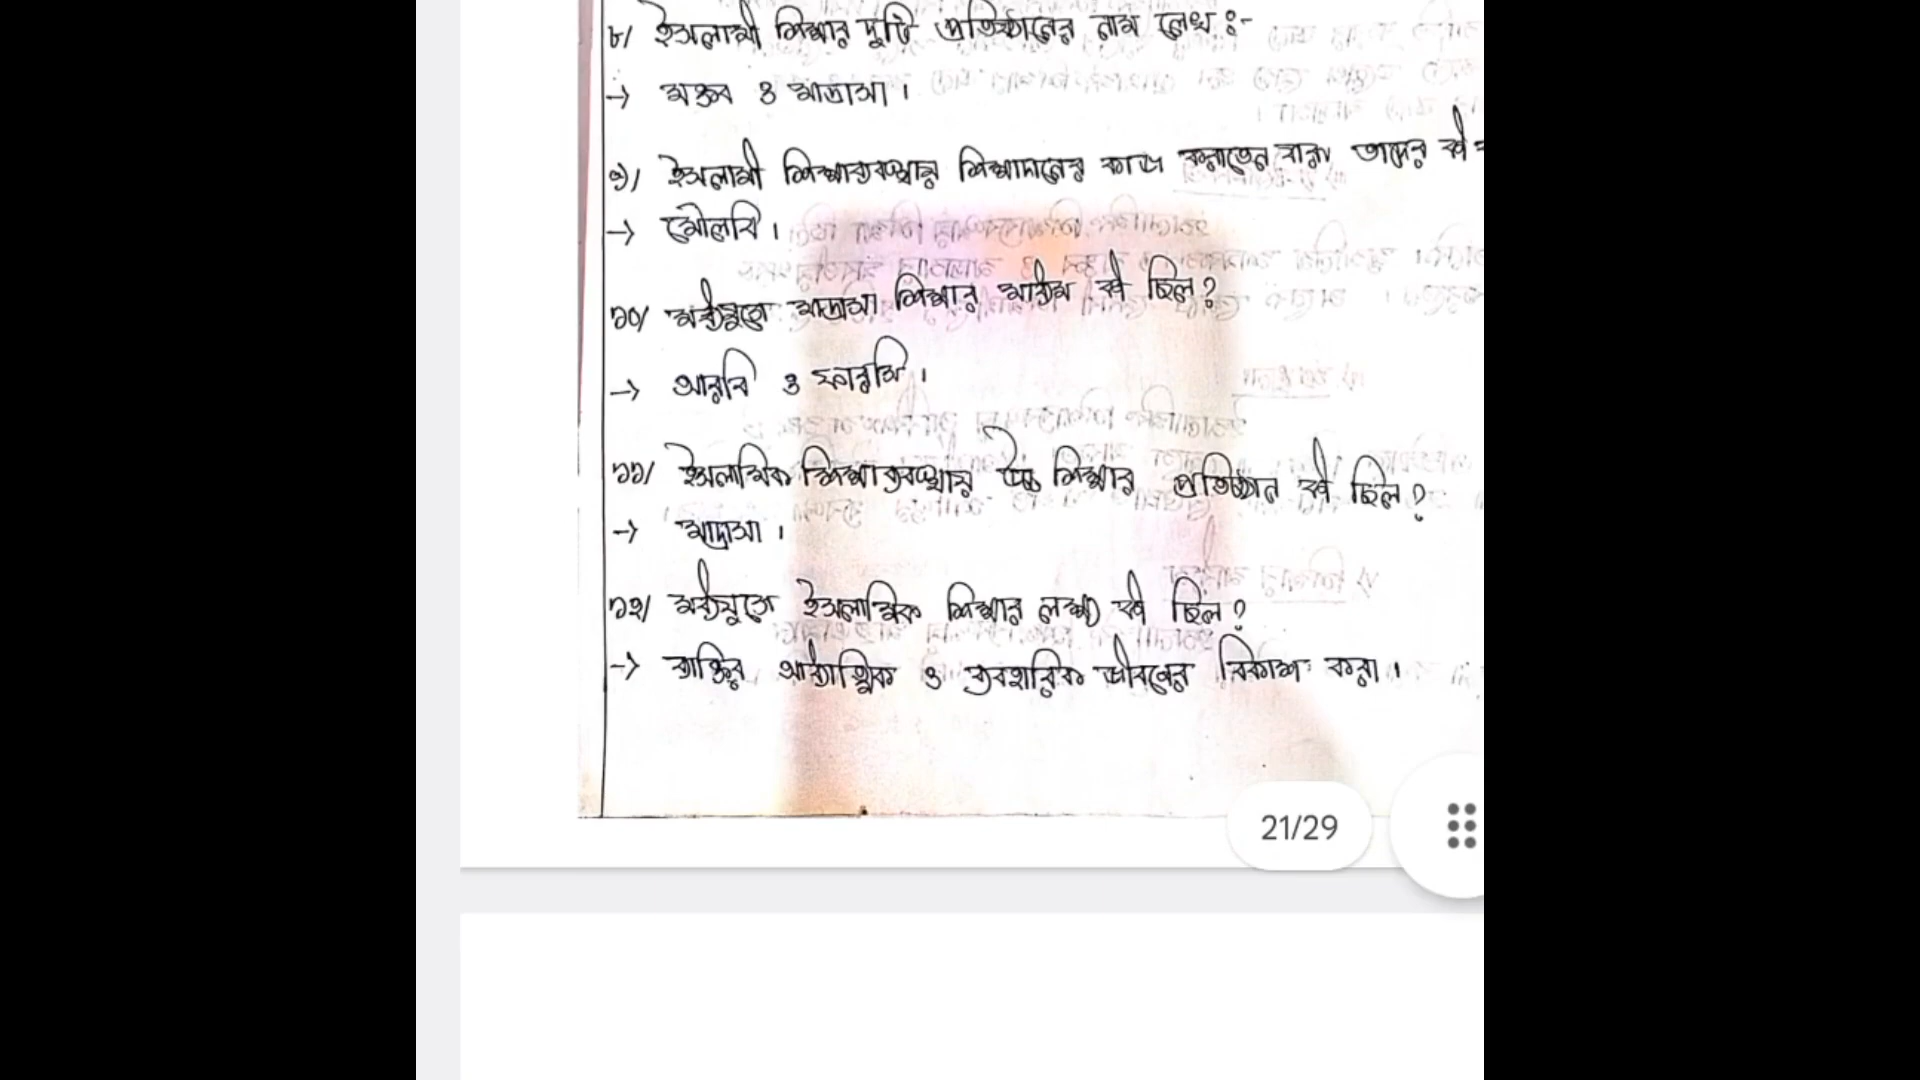 ৮/ ইসলামী শিক্ষার দুটি প্রতিষ্ঠানের নাম লেখ :-
→ মক্তব ও মাদ্রাসা।
৯/ ইসলামী শিক্ষাব্যবস্থায় শিক্ষাদানের কাজ করাতেন যারা তাদের কী
→ মৌলবি।
১০/ মধ্যযুগে মাদ্রাসা শিক্ষার মাধ্যম কী ছিল?
→ আরবি ও ফারসি।
১১/ ইসলামিক শিক্ষাব্যবস্থায় উচ্চ শিক্ষার প্রতিষ্ঠান কী ছিল?
→ মাদ্রাসা।
১২/ মধ্যযুগে ইসলামিক শিক্ষার লক্ষ্য কী ছিল?
→ ব্যক্তির আধ্যাত্মিক ও ব্যবহারিক জীবনের বিকাশ করা।
21/29